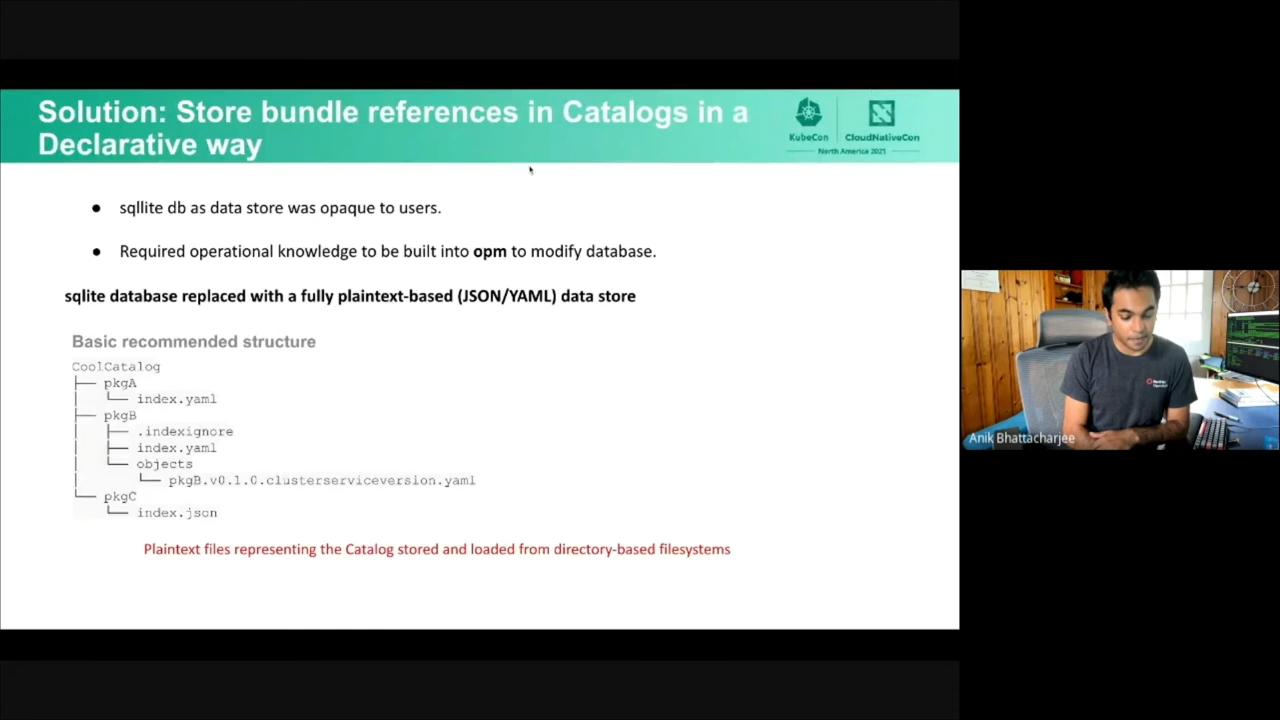 Solution: Store bundle references in Catalogs in a
Declarative way
KubeCon
CloudNativeCon
North America 2021
● sqllite db as data store was opaque to users.
● Required operational knowledge to be built into opm to modify database.
sqlite database replaced with a fully plaintext-based (JSON/YAML) data store
Basic recommended structure
CoolCatalog
├── pkgA
│   └── index.yaml
├── pkgB
│   ├── .indexignore
│   ├── index.yaml
│   └── objects
│       └── pkgB.v0.1.0.clusterserviceversion.yaml
└── pkgC
    └── index.json
Plaintext files representing the Catalog stored and loaded from directory-based filesystems
Anik Bhattacharjee